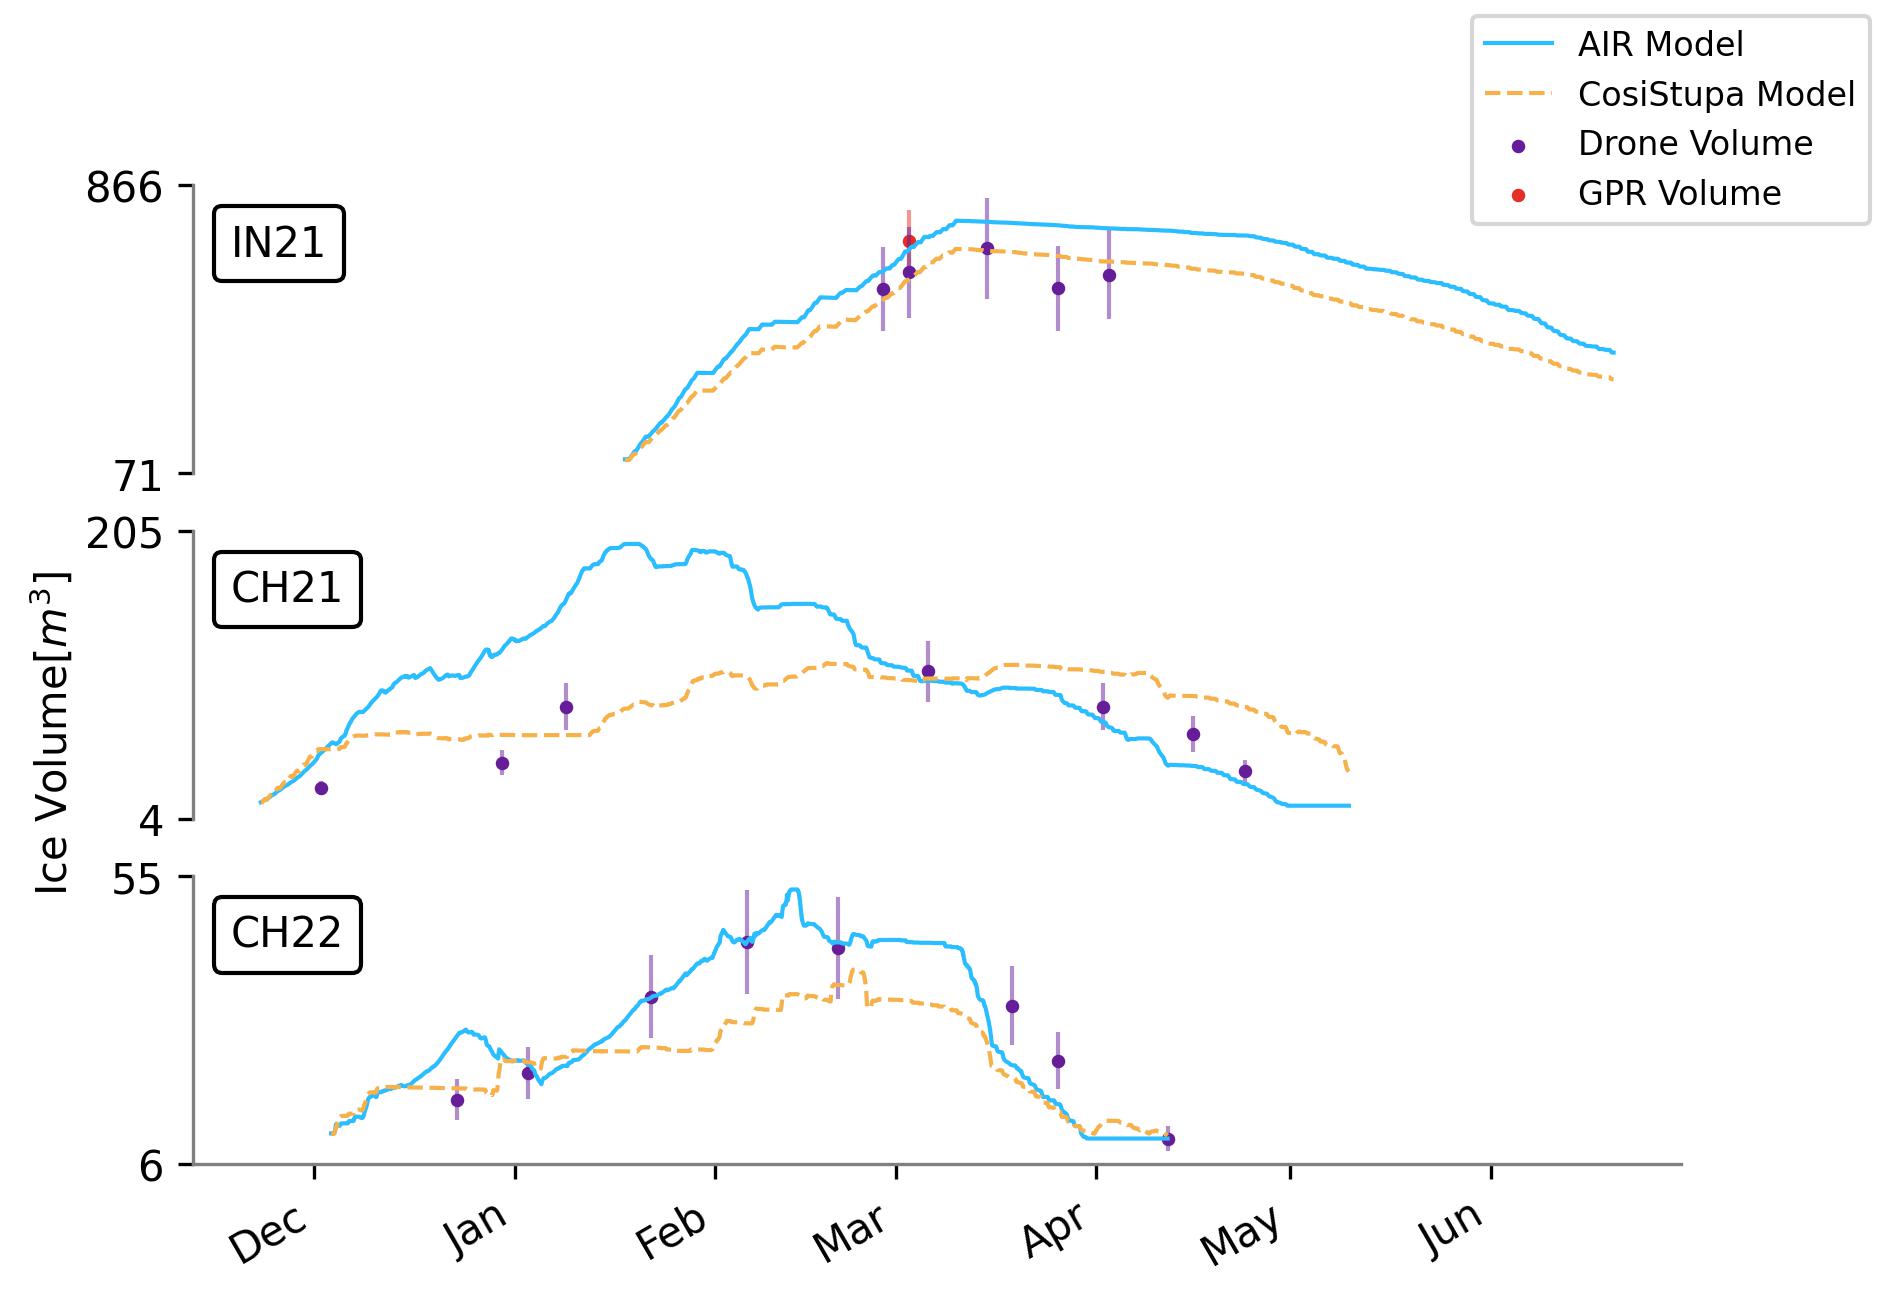 AIR Model
CosiStupa Model
Drone Volume
GPR Volume
866
IN21
71
205
CH21
4
Ice Volume[m³]
55
CH22
6
Dec
Jan
Feb
Mar
Apr
May
Jun